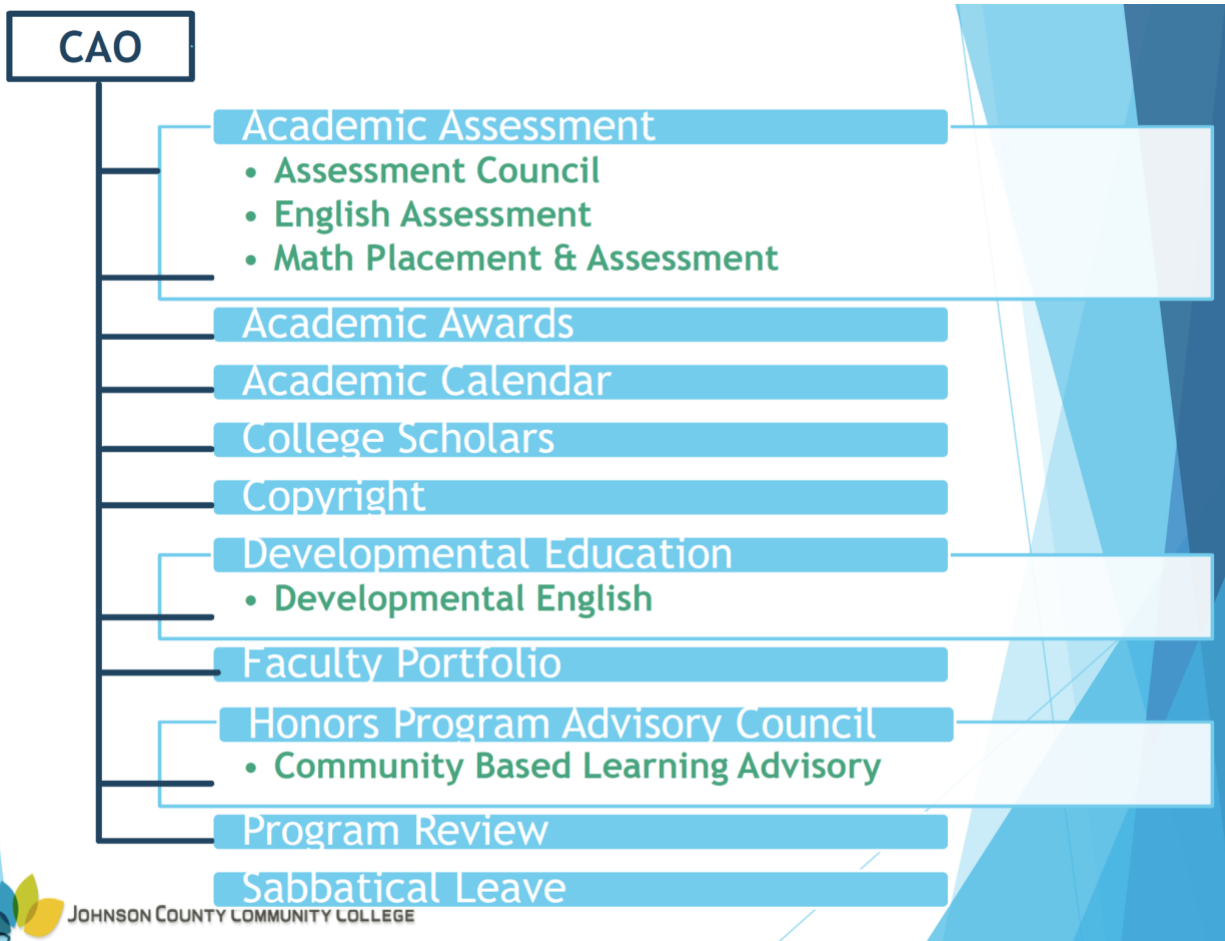 CAO
Academic Assessment
• Assessment Council
• English Assessment
• Math Placement & Assessment
Academic Awards
Academic Calendar
College Scholars
Copyright
Developmental Education
• Developmental English
Faculty Portfolio
Honors Program Advisory Council
• Community Based Learning Advisory
Program Review
Sabbatical Leave
JOHNSON COUNTY COMMUNITY COLLEGE